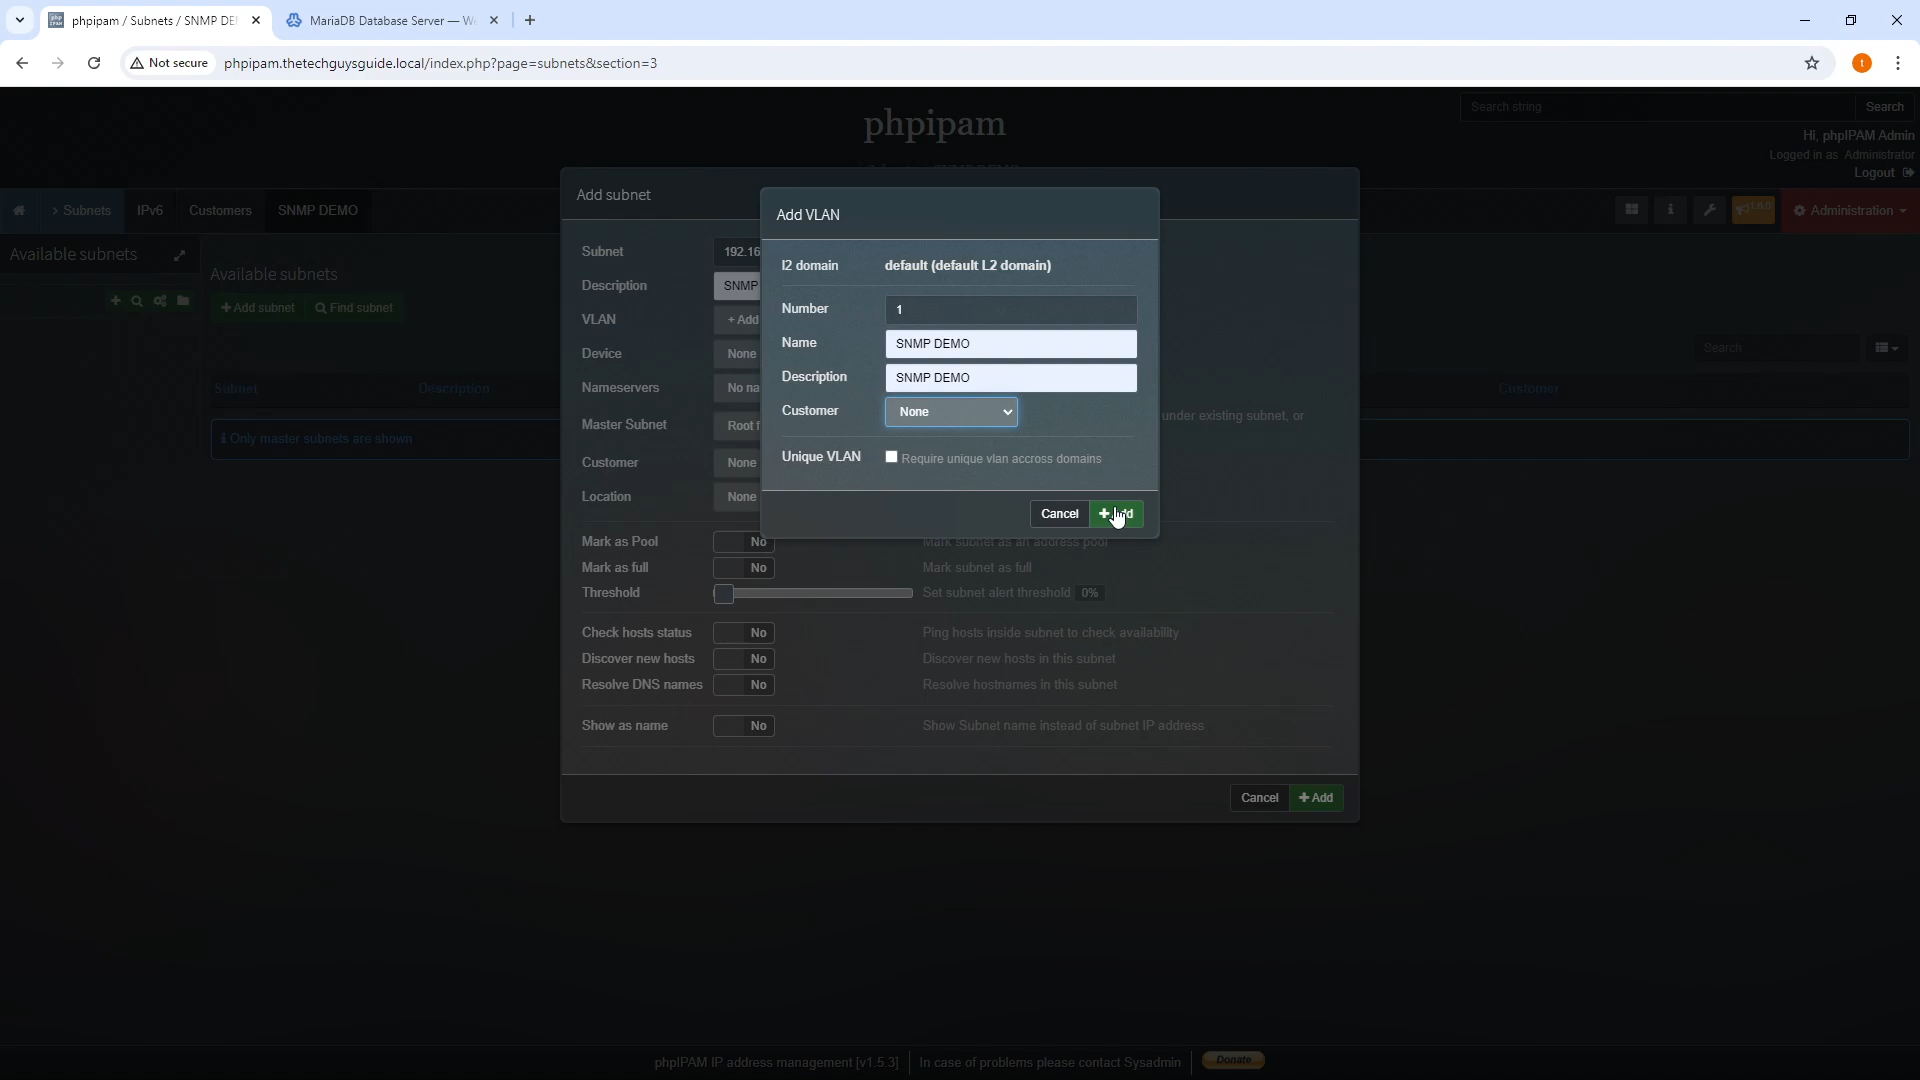 phpipam / Subnets / SNMP DE
MariaDB Database Server — W
Not secure
phpipam.thetechguysguide.local/index.php?page=subnets&section=3
t
phpipam
Search string
Search
Hi, phpIPAM Admin
Logged in as Administrator
Logout
Subnets
IPv6
Customers
SNMP DEMO
1.6.0
Administration
Available subnets
Available subnets
+Add subnet
Find subnet
Search
Subnet
Description
Customer
Only master subnets are shown
Add subnet
Subnet
192.16
Description
SNMP
VLAN
+ Add
Device
None
Nameservers
No na
Master Subnet
Root f
under existing subnet, or
Customer
None
Location
None
Mark as Pool
No
Mark subnet as an address pool
Mark as full
No
Mark subnet as full
Threshold
Set subnet alert threshold
0%
Check hosts status
No
Ping hosts inside subnet to check availability
Discover new hosts
No
Discover new hosts in this subnet
Resolve DNS names
No
Resolve hostnames in this subnet
Show as name
No
Show Subnet name instead of subnet IP address
Cancel
+Add
Add VLAN
l2 domain
default (default L2 domain)
Number
1
Name
SNMP DEMO
Description
SNMP DEMO
Customer
None
Unique VLAN
Require unique vlan accross domains
Cancel
phpIPAM IP address management [v1.5.3]
In case of problems please contact Sysadmin
Donate